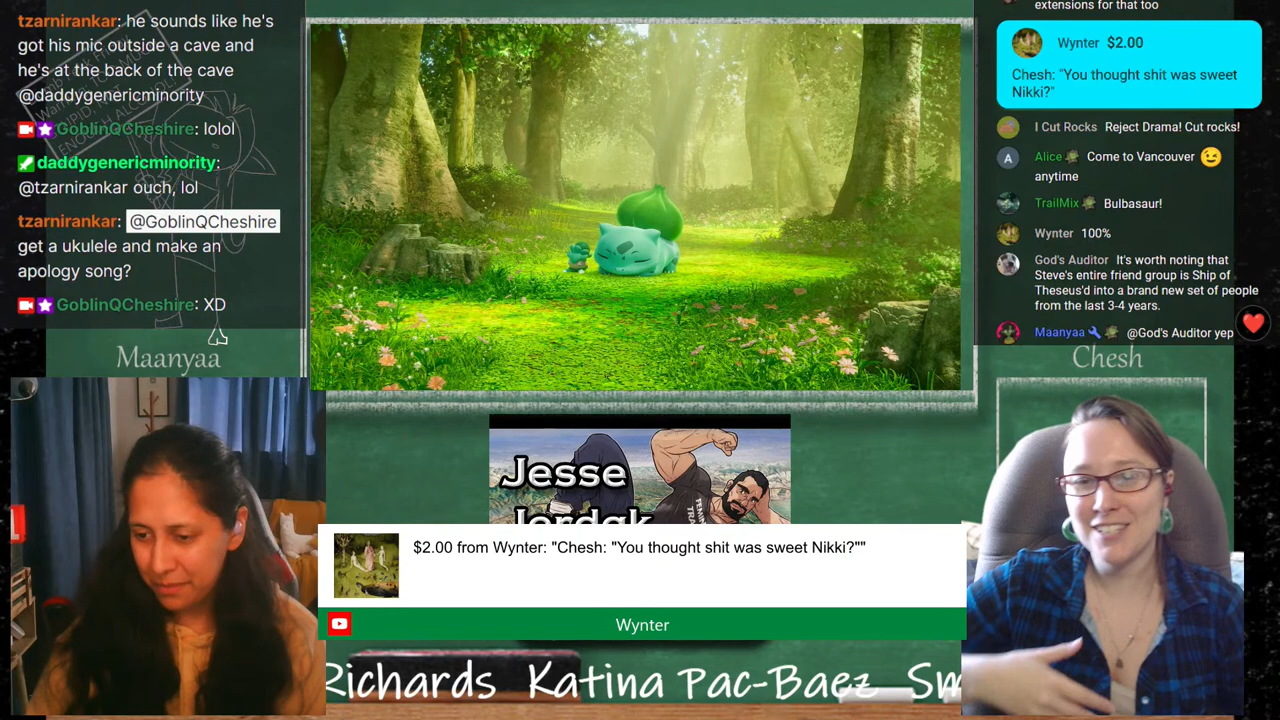 tzarnirankar: he sounds like he's
got his mic outside a cave and
he's at the back of the cave
@daddygenericminority
GoblinQCheshire: lolol
daddygenericminority:
@tzarnirankar ouch, lol
tzarnirankar: @GoblinQCheshire
get a ukulele and make an
apology song?
GoblinQCheshire: XD
Maanyaa
extensions for that too
Wynter $2.00
Chesh: "You thought shit was sweet
Nikki?"
I Cut Rocks Reject Drama! Cut rocks!
A
Alice Come to Vancouver 😉
anytime
TrailMix Bulbasaur!
Wynter 100%
God's Auditor It's worth noting that
Steve's entire friend group is Ship of
Theseus'd into a brand new set of people
from the last 3-4 years.
Maanyaa @God's Auditor yep
Chesh
Jesse
Jerdak
$2.00 from Wynter: "Chesh: "You thought shit was sweet Nikki?""
Wynter
Richards Katina Pac-Baez Sm